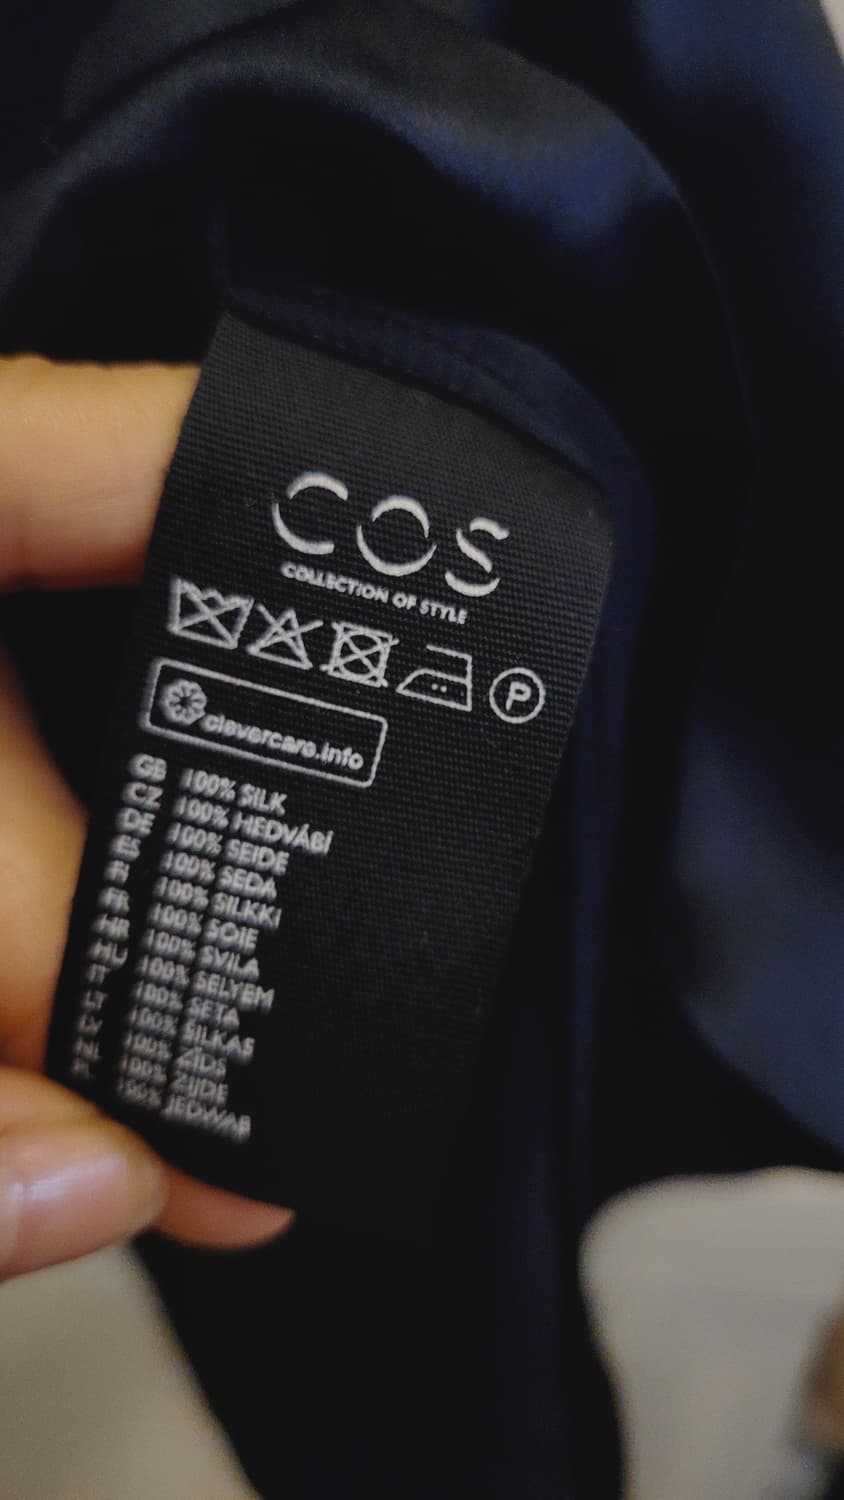 COS
COLLECTION OF STYLE
P
clevercare.info
GB 100% SILK
CZ 100% HEDVÁBÍ
DE 100% SEIDE
ES 100% SEDA
FI 100% SILKKI
FR 100% SOIE
HR 100% SVILA
HU 100% SELYEM
IT 100% SETA
LT 100% SILKAS
LV 100% ZĪDS
NL 100% ZIJDE
100% JEDWAB